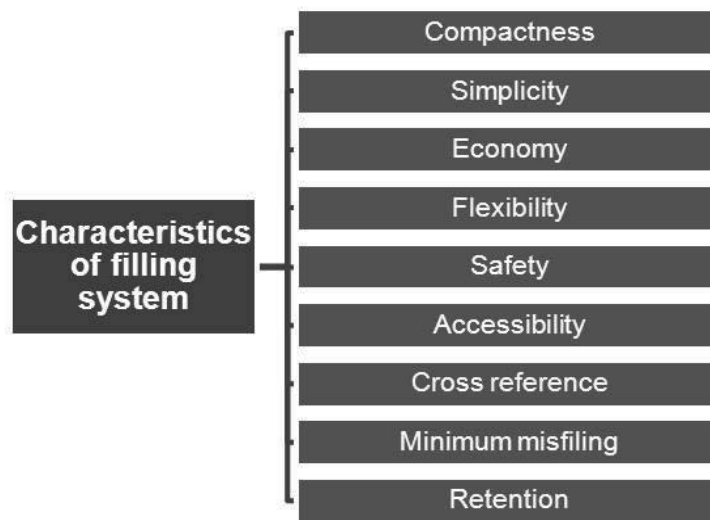 Characteristics
of filling
system
Compactness
Simplicity
Economy
Flexibility
Safety
Accessibility
Cross reference
Minimum misfiling
Retention